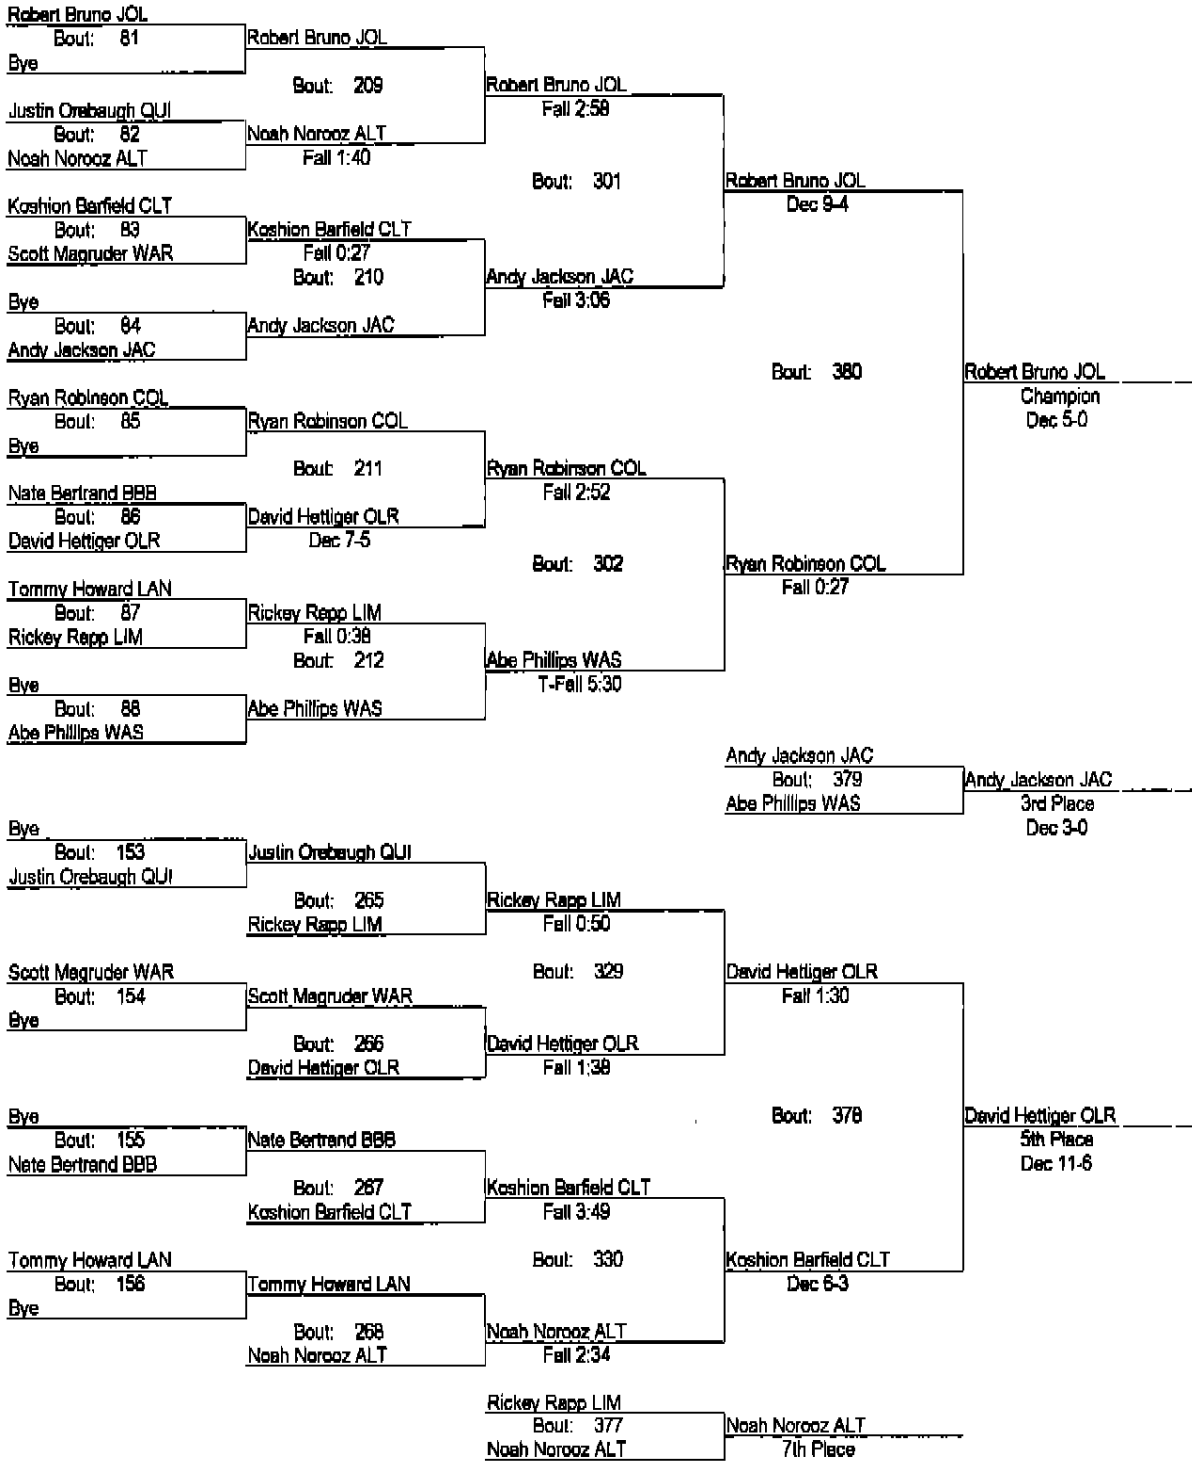 Robert Bruno JOL
Bout: 81
Bye
Robert Bruno JOL
Bout: 209
Justin Orebaugh QUI
Bout: 82
Noah Norooz ALT
Noah Norooz ALT
Fall 1:40
Robert Bruno JOL
Fall 2:58
Bout: 301
Koshion Barfield CLT
Bout: 83
Scott Magruder WAR
Koshion Barfield CLT
Fall 0:27
Bout: 210
Bye
Bout: 84
Andy Jackson JAC
Andy Jackson JAC
Andy Jackson JAC
Fall 3:06
Robert Bruno JOL
Dec 9-4
Bout: 380
Robert Bruno JOL
Champion
Dec 5-0
Ryan Robinson COL
Bout: 85
Bye
Ryan Robinson COL
Bout: 211
Nate Bertrand BBB
Bout: 86
David Hettiger OLR
David Hettiger OLR
Dec 7-5
Ryan Robinson COL
Fall 2:52
Bout: 302
Ryan Robinson COL
Fall 0:27
Tommy Howard LAN
Bout: 87
Rickey Rapp LIM
Rickey Rapp LIM
Fall 0:38
Bout: 212
Bye
Bout: 88
Abe Phillips WAS
Abe Phillips WAS
Abe Phillips WAS
T-Fall 5:30
Andy Jackson JAC
Bout: 379
Abe Phillips WAS
Andy Jackson JAC
3rd Place
Dec 3-0
Bye
Bout: 153
Justin Orebaugh QUI
Justin Orebaugh QUI
Bout: 265
Rickey Rapp LIM
Rickey Rapp LIM
Fall 0:50
Bout: 329
Scott Magruder WAR
Bout: 154
Bye
Scott Magruder WAR
Bout: 266
David Hettiger OLR
David Hettiger OLR
Fall 1:38
David Hettiger OLR
Fall 1:30
Bout: 378
David Hettiger OLR
5th Place
Dec 11-6
Bye
Bout: 155
Nate Bertrand BBB
Nate Bertrand BBB
Bout: 267
Koshion Barfield CLT
Koshion Barfield CLT
Fall 3:49
Bout: 330
Koshion Barfield CLT
Dec 6-3
Tommy Howard LAN
Bout: 156
Bye
Tommy Howard LAN
Bout: 268
Noah Norooz ALT
Noah Norooz ALT
Fall 2:34
Rickey Rapp LIM
Bout: 377
Noah Norooz ALT
Noah Norooz ALT
7th Place